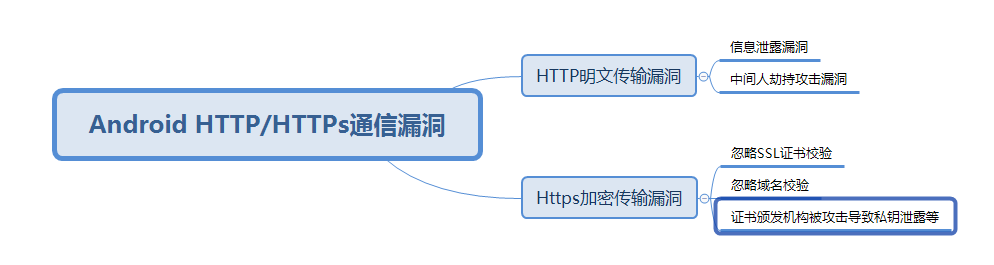 Android HTTP/HTTPs通信漏洞
HTTP明文传输漏洞
信息泄露漏洞
中间人劫持攻击漏洞
Https加密传输漏洞
忽略SSL证书校验
忽略域名校验
证书颁发机构被攻击导致私钥泄露等